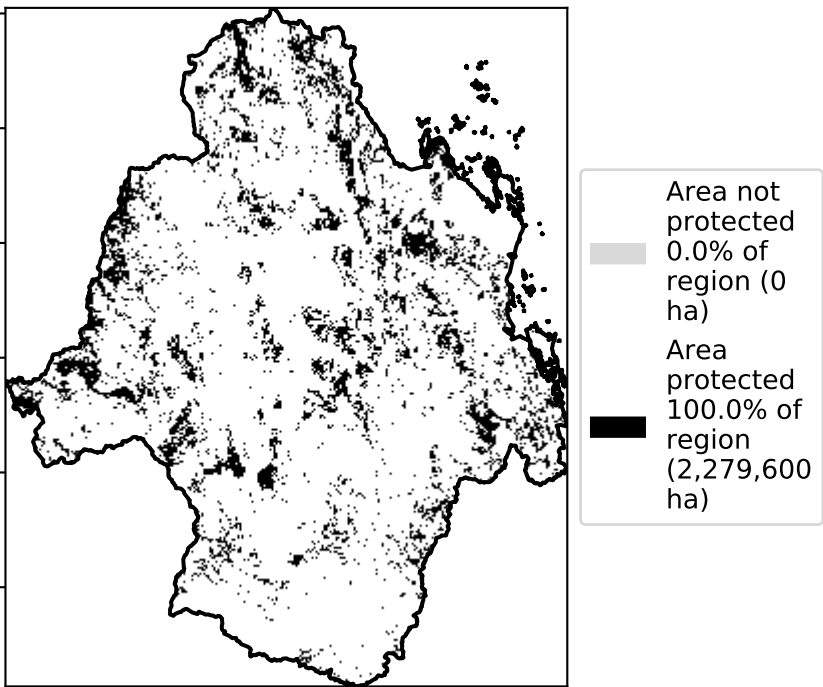 Area not
protected
0.0% of
region (0
ha)
Area
protected
100.0% of
region
(2,279,600
ha)